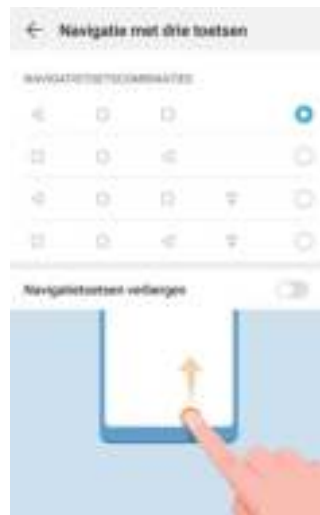 Navigatie met drie toetsen
NAVIGATIETOETSCOMBINATIES
Navigatietoetsen verbergen